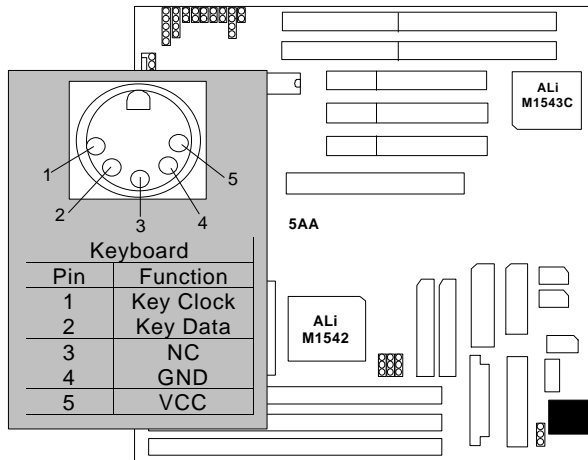 ALi
M1543C
1
2
3
4
5
5AA
Keyboard
Pin Function
1 Key Clock
2 Key Data
3 NC
4 GND
5 VCC
ALi
M1542